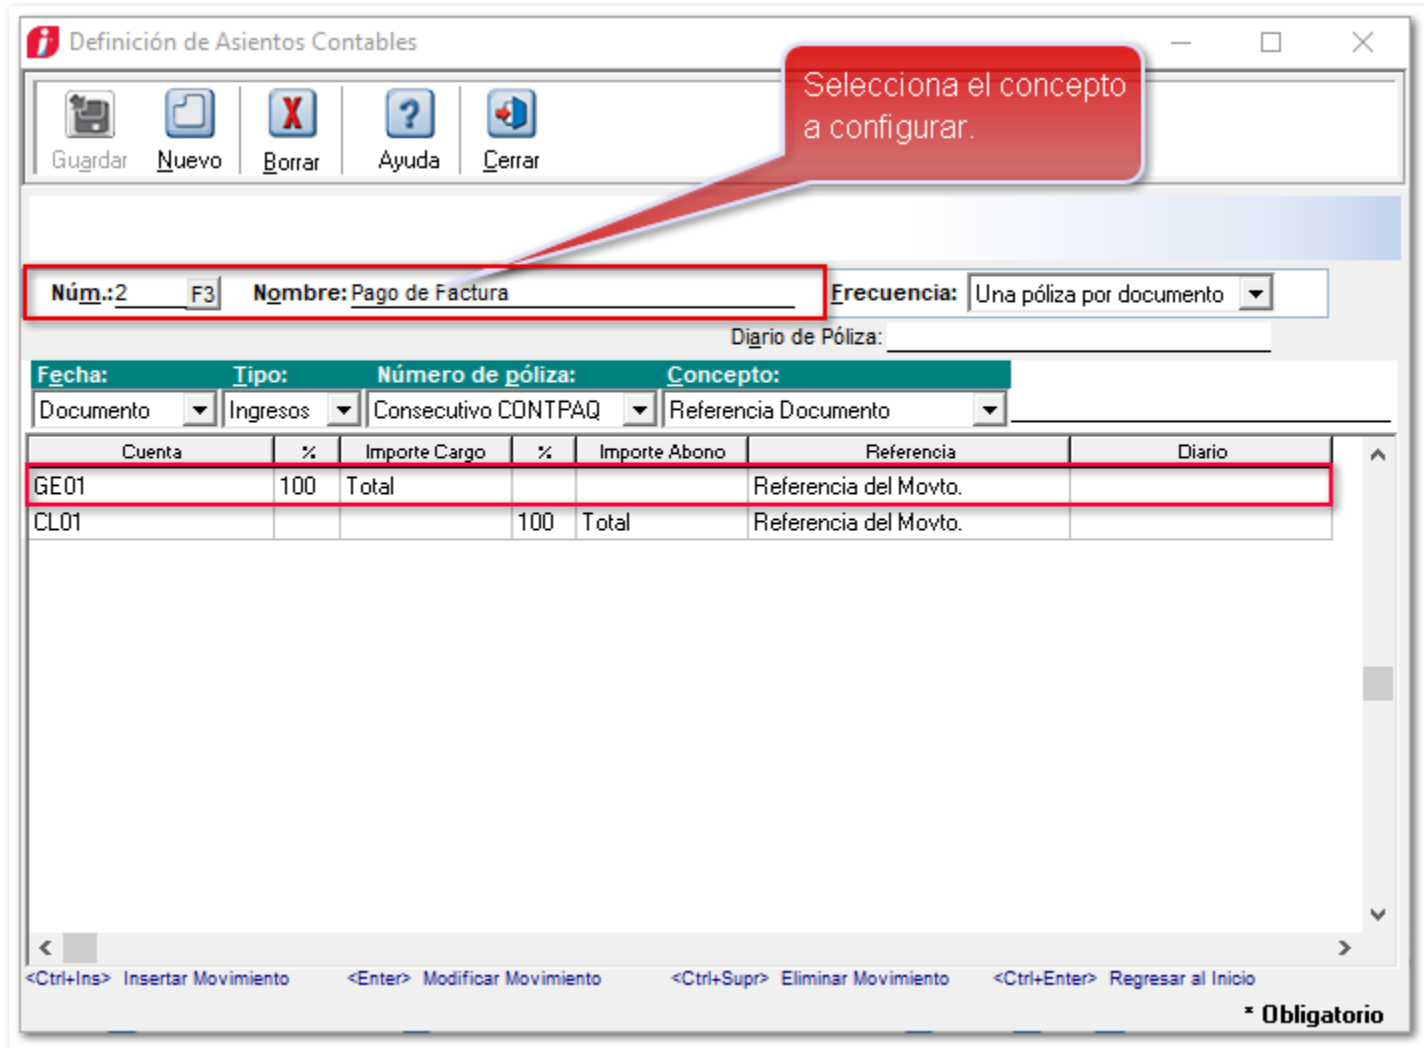 Definición de Asientos Contables
Selecciona el concepto
a configurar.
Guardar Nuevo Borrar Ayuda Cerrar
Núm.:2 F3 Nombre: Pago de Factura Frecuencia: Una póliza por documento
Diario de Póliza:
Fecha: Tipo: Número de póliza: Concepto:
Documento Ingresos Consecutivo CONTPAQ Referencia Documento
Cuenta % Importe Cargo % Importe Abono Referencia Diario
GE01 100 Total Referencia del Movto.
CL01 100 Total Referencia del Movto.
<Ctrl+Ins> Insertar Movimiento <Enter> Modificar Movimiento <Ctrl+Supr> Eliminar Movimiento <Ctrl+Enter> Regresar al Inicio
* Obligatorio